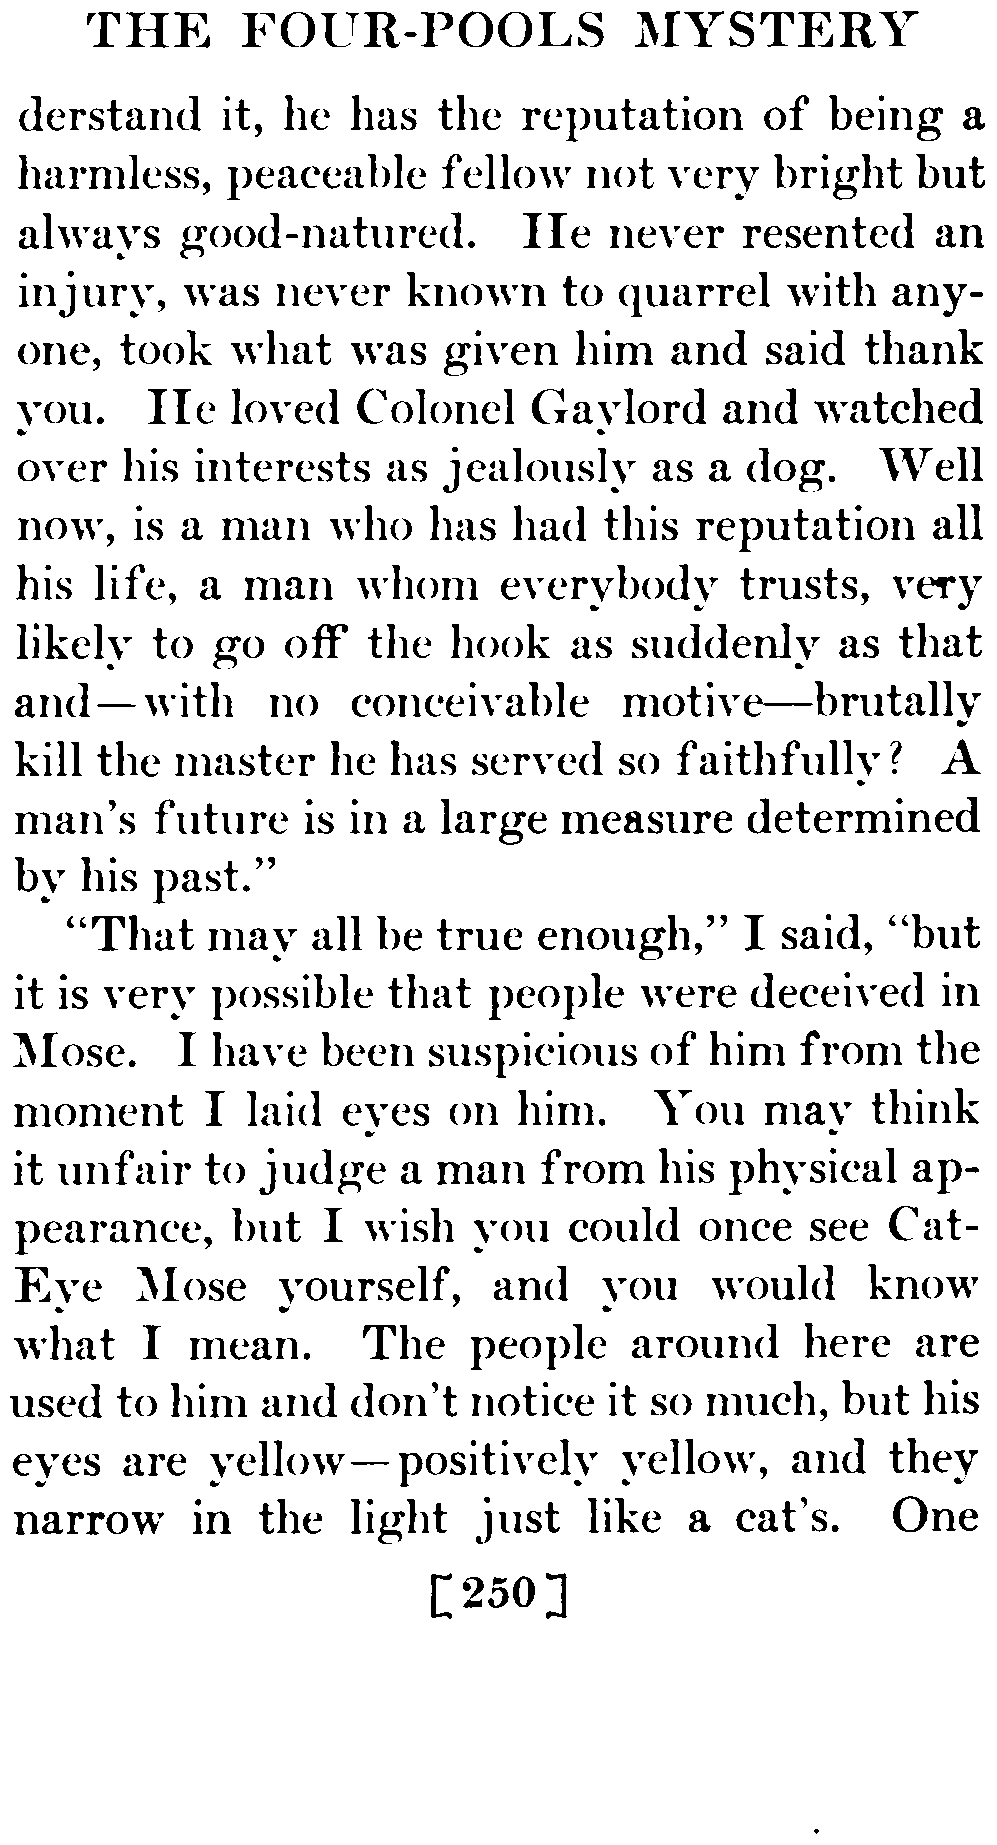 THE FOUR-POOLS MYSTERY
derstand it, he has the reputation of being a
harmless, peaceable fellow not very bright but
always good-natured. He never resented an
injury, was never known to quarrel with any-
one, took what was given him and said thank
you. He loved Colonel Gaylord and watched
over his interests as jealously as a dog. Well
now, is a man who has had this reputation all
his life, a man whom everybody trusts, very
likely to go off the hook as suddenly as that
and—with no conceivable motive—brutally
kill the master he has served so faithfully? A
man's future is in a large measure determined
by his past."
"That may all be true enough," I said, "but
it is very possible that people were deceived in
Mose. I have been suspicious of him from the
moment I laid eyes on him. You may think
it unfair to judge a man from his physical ap-
pearance, but I wish you could once see Cat-
Eye Mose yourself, and you would know
what I mean. The people around here are
used to him and don't notice it so much, but his
eyes are yellow—positively yellow, and they
narrow in the light just like a cat's. One
[250]